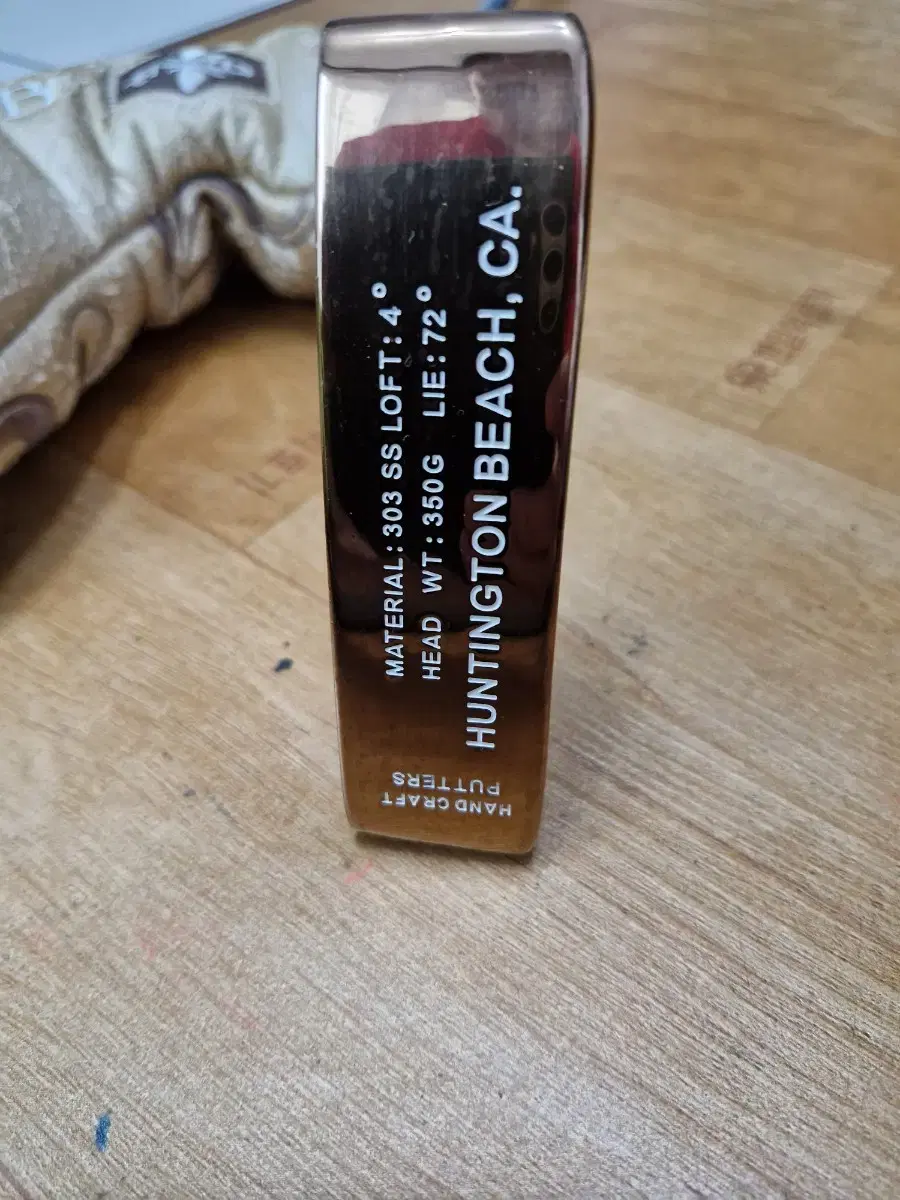 MATERIAL: 303 SS LOFT: 4°
HEAD WT: 350G LIE: 72°
HUNTINGTON BEACH, CA.
HAND CRAFT
PUTTERS